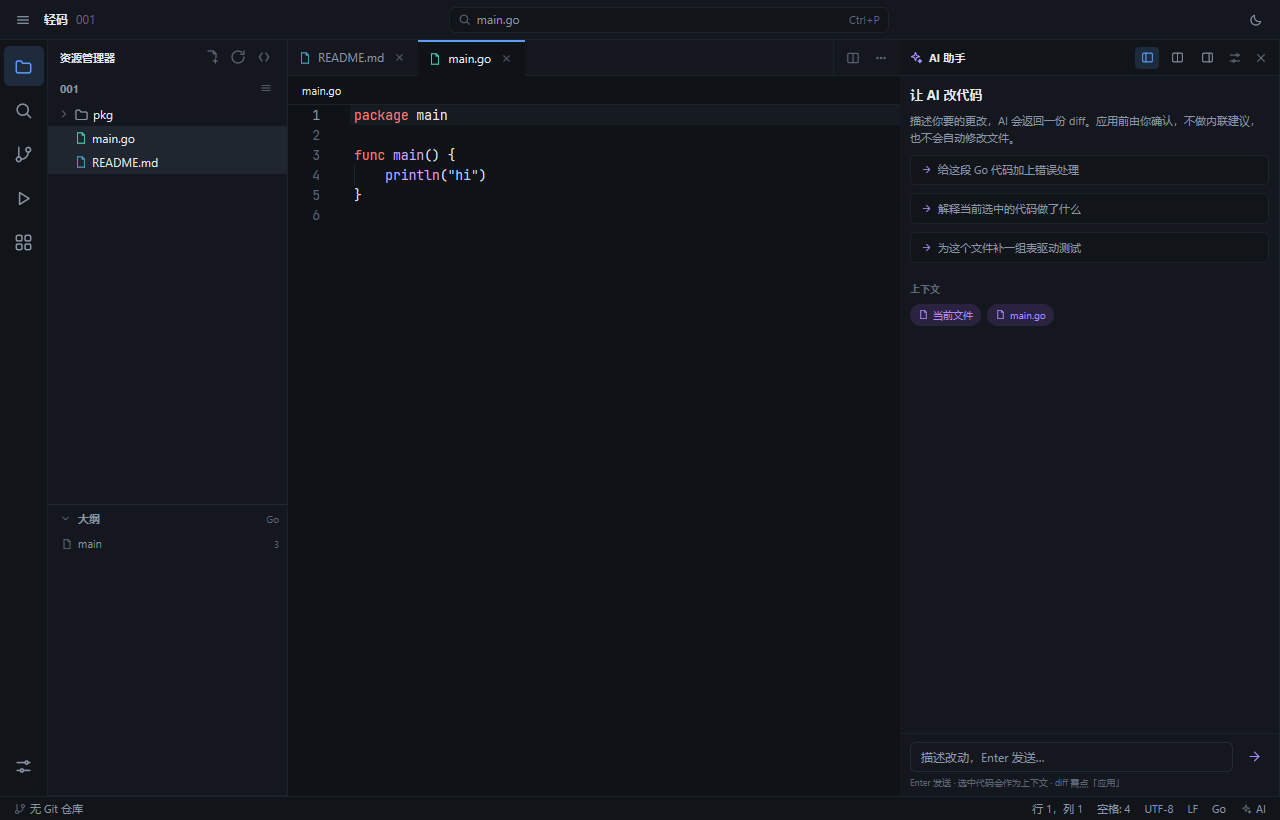 轻码 001
main.go Ctrl+P
资源管理器
001
pkg
main.go
README.md
大纲 Go
main 3
README.md
main.go
main.go
1 package main
2
3 func main() {
4 println("hi")
5 }
6
AI 助手
让 AI 改代码
描述你要的更改，AI 会返回一份 diff。应用前由你确认，不做内联建议，
也不会自动修改文件。
给这段 Go 代码加上错误处理
解释当前选中的代码做了什么
为这个文件补一组表驱动测试
上下文
当前文件 main.go
描述改动，Enter 发送...
Enter 发送 · 选中代码会作为上下文 · diff 需点「应用」
无 Git 仓库
行 1，列 1 空格: 4 UTF-8 LF Go AI